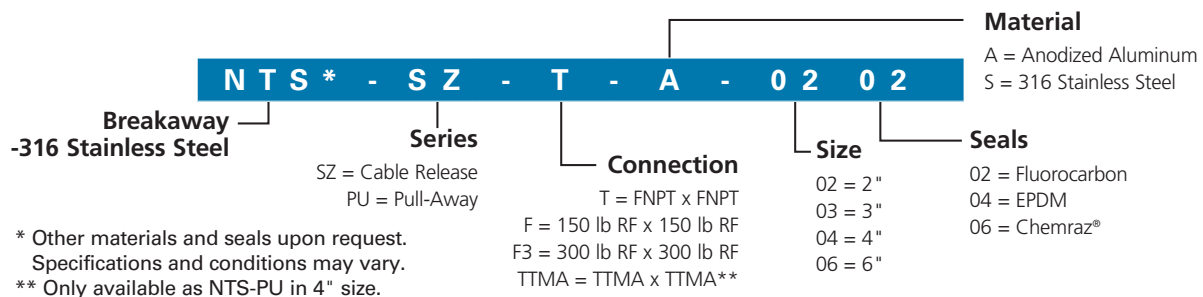 Material
A = Anodized Aluminum
S = 316 Stainless Steel
N T S * - S Z - T - A - 0 2 0 2
Breakaway
-316 Stainless Steel
Series
SZ = Cable Release
PU = Pull-Away
Connection
T = FNPT x FNPT
F = 150 lb RF x 150 lb RF
F3 = 300 lb RF x 300 lb RF
TTMA = TTMA x TTMA**
Size
02 = 2"
03 = 3"
04 = 4"
06 = 6"
Seals
02 = Fluorocarbon
04 = EPDM
06 = Chemraz®
* Other materials and seals upon request.
Specifications and conditions may vary.
** Only available as NTS-PU in 4" size.